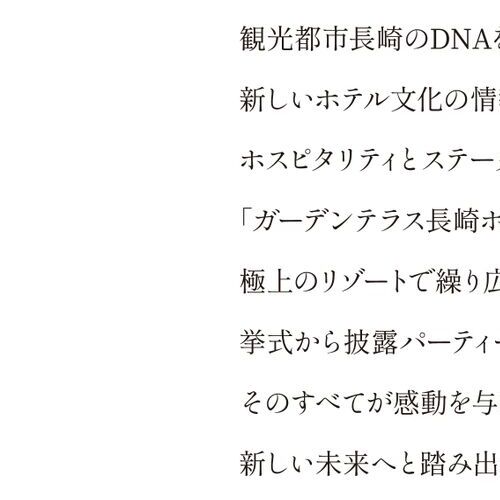 観光都市長崎のDNAを
新しいホテル文化の情
ホスピタリティとステー
「ガーデンテラス長崎ホ
極上のリゾートで繰り広
挙式から披露パーティー
そのすべてが感動を与
新しい未来へと踏み出